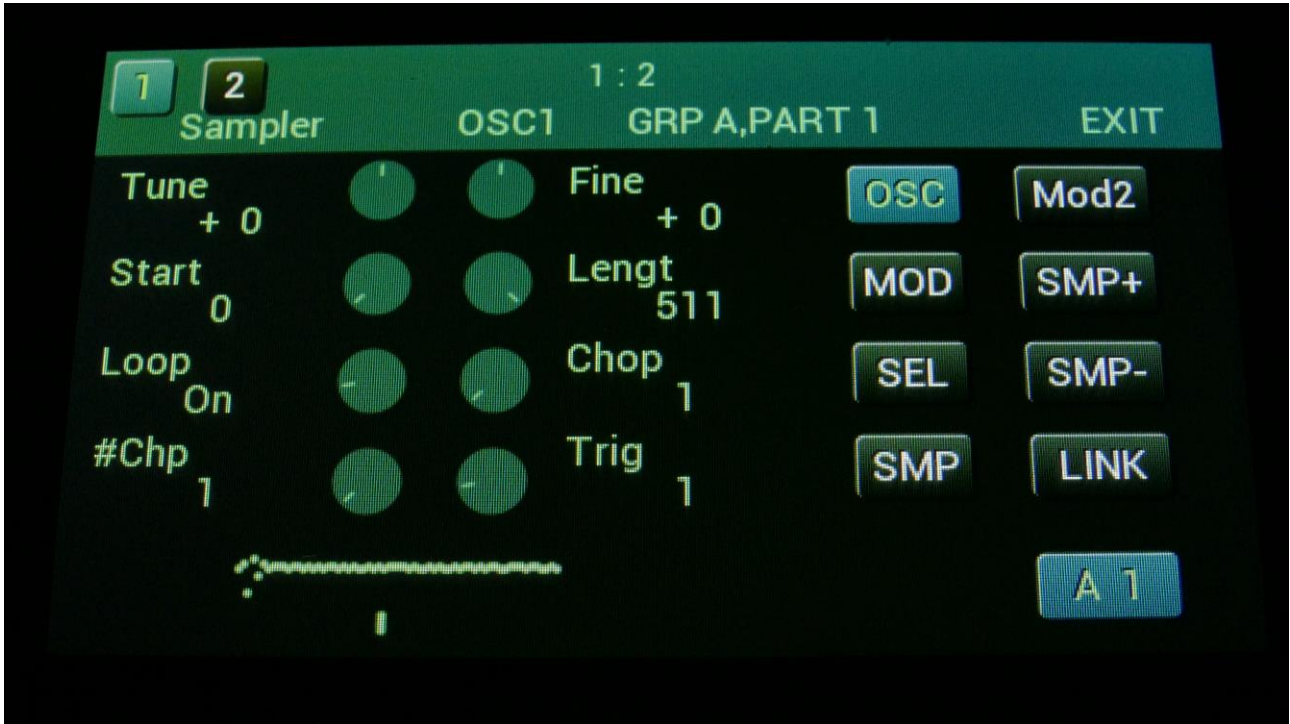 1 2 1 : 2
Sampler OSC1 GRP A,PART 1 EXIT
Tune Fine OSC Mod2
+ 0 + 0
Start Lengt MOD SMP+
0 511
Loop Chop SEL SMP-
On 1
#Chp Trig SMP LINK
1 1
A 1